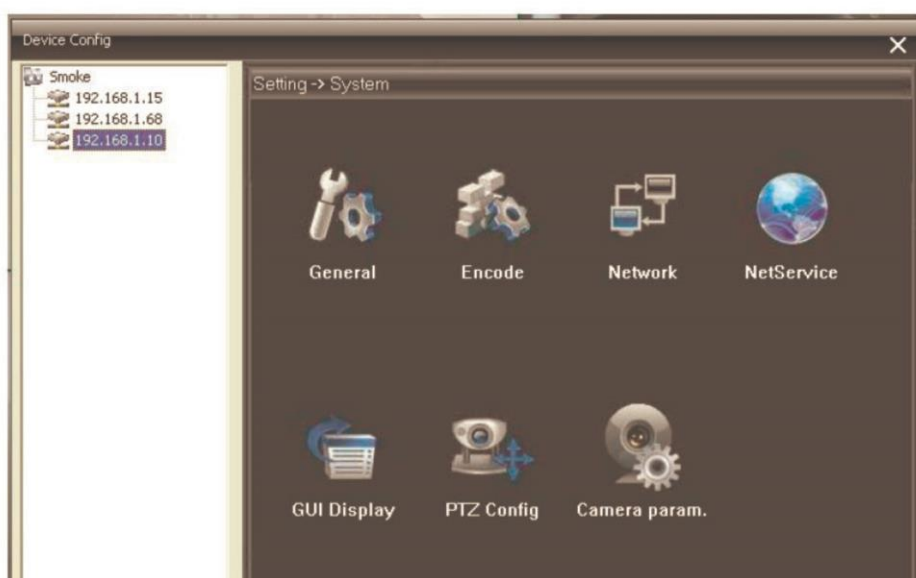 Device Config
Smoke
192.168.1.15
192.168.1.68
192.168.1.10
Setting -> System
General
Encode
Network
NetService
GUI Display
PTZ Config
Camera param.